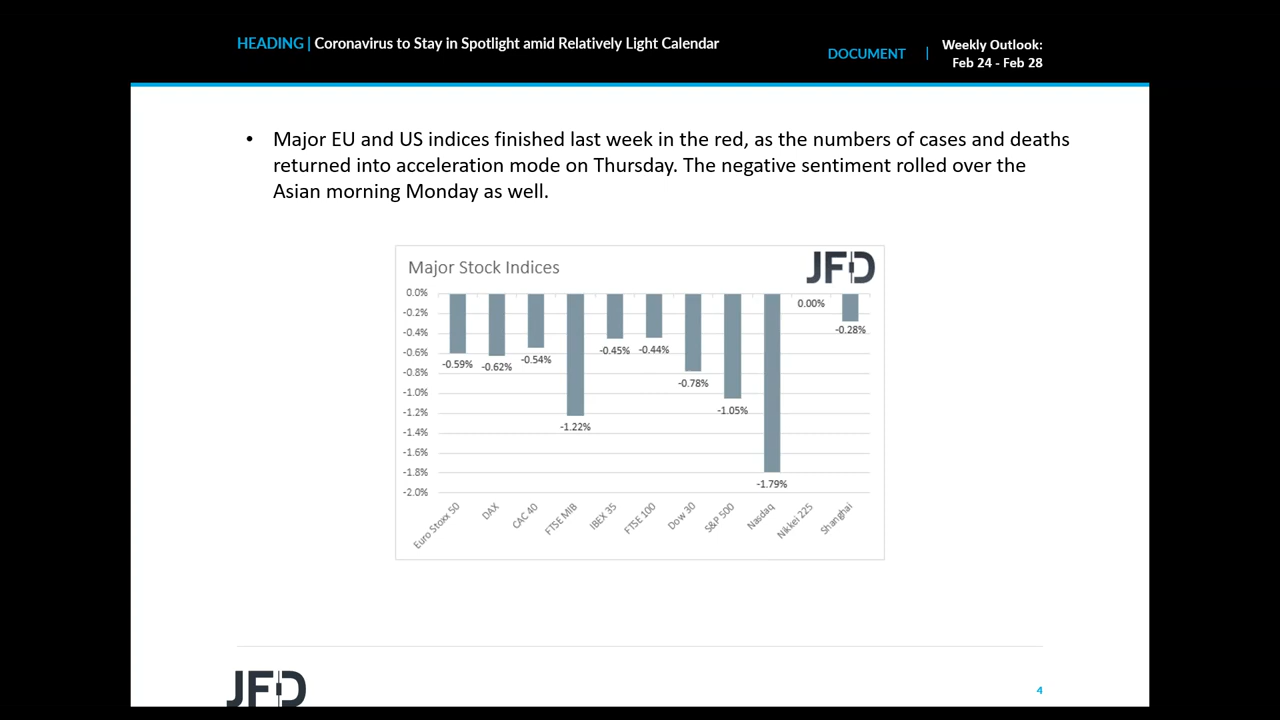 HEADING | Coronavirus to Stay in Spotlight amid Relatively Light Calendar
DOCUMENT | Weekly Outlook:
Feb 24 - Feb 28
• Major EU and US indices finished last week in the red, as the numbers of cases and deaths
returned into acceleration mode on Thursday. The negative sentiment rolled over the
Asian morning Monday as well.
Major Stock Indices
JFD
0.0%
-0.2%
-0.4%
-0.6%
-0.8%
-1.0%
-1.2%
-1.4%
-1.6%
-1.8%
-2.0%
-0.59%
-0.62%
-0.54%
-1.22%
-0.45%
-0.44%
-0.78%
-1.05%
-1.79%
0.00%
-0.28%
Euro Stoxx 50
DAX
CAC 40
FTSE MIB
IBEX 35
FTSE 100
Dow 30
S&P 500
Nasdaq
Nikkei 225
Shanghai
JFD
4